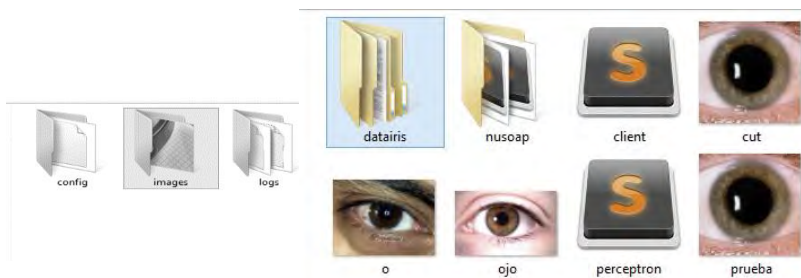 config images logs
datairis nusoap client cut
o ojo perceptron prueba